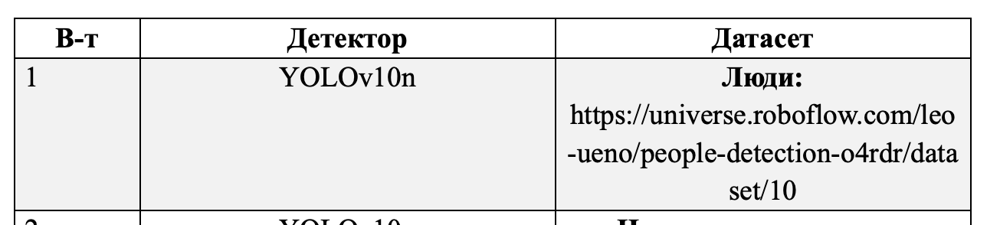 В-т Детектор Датасет
1 YOLOv10n Люди:
https://universe.roboflow.com/leo
-ueno/people-detection-o4rdr/data
set/10